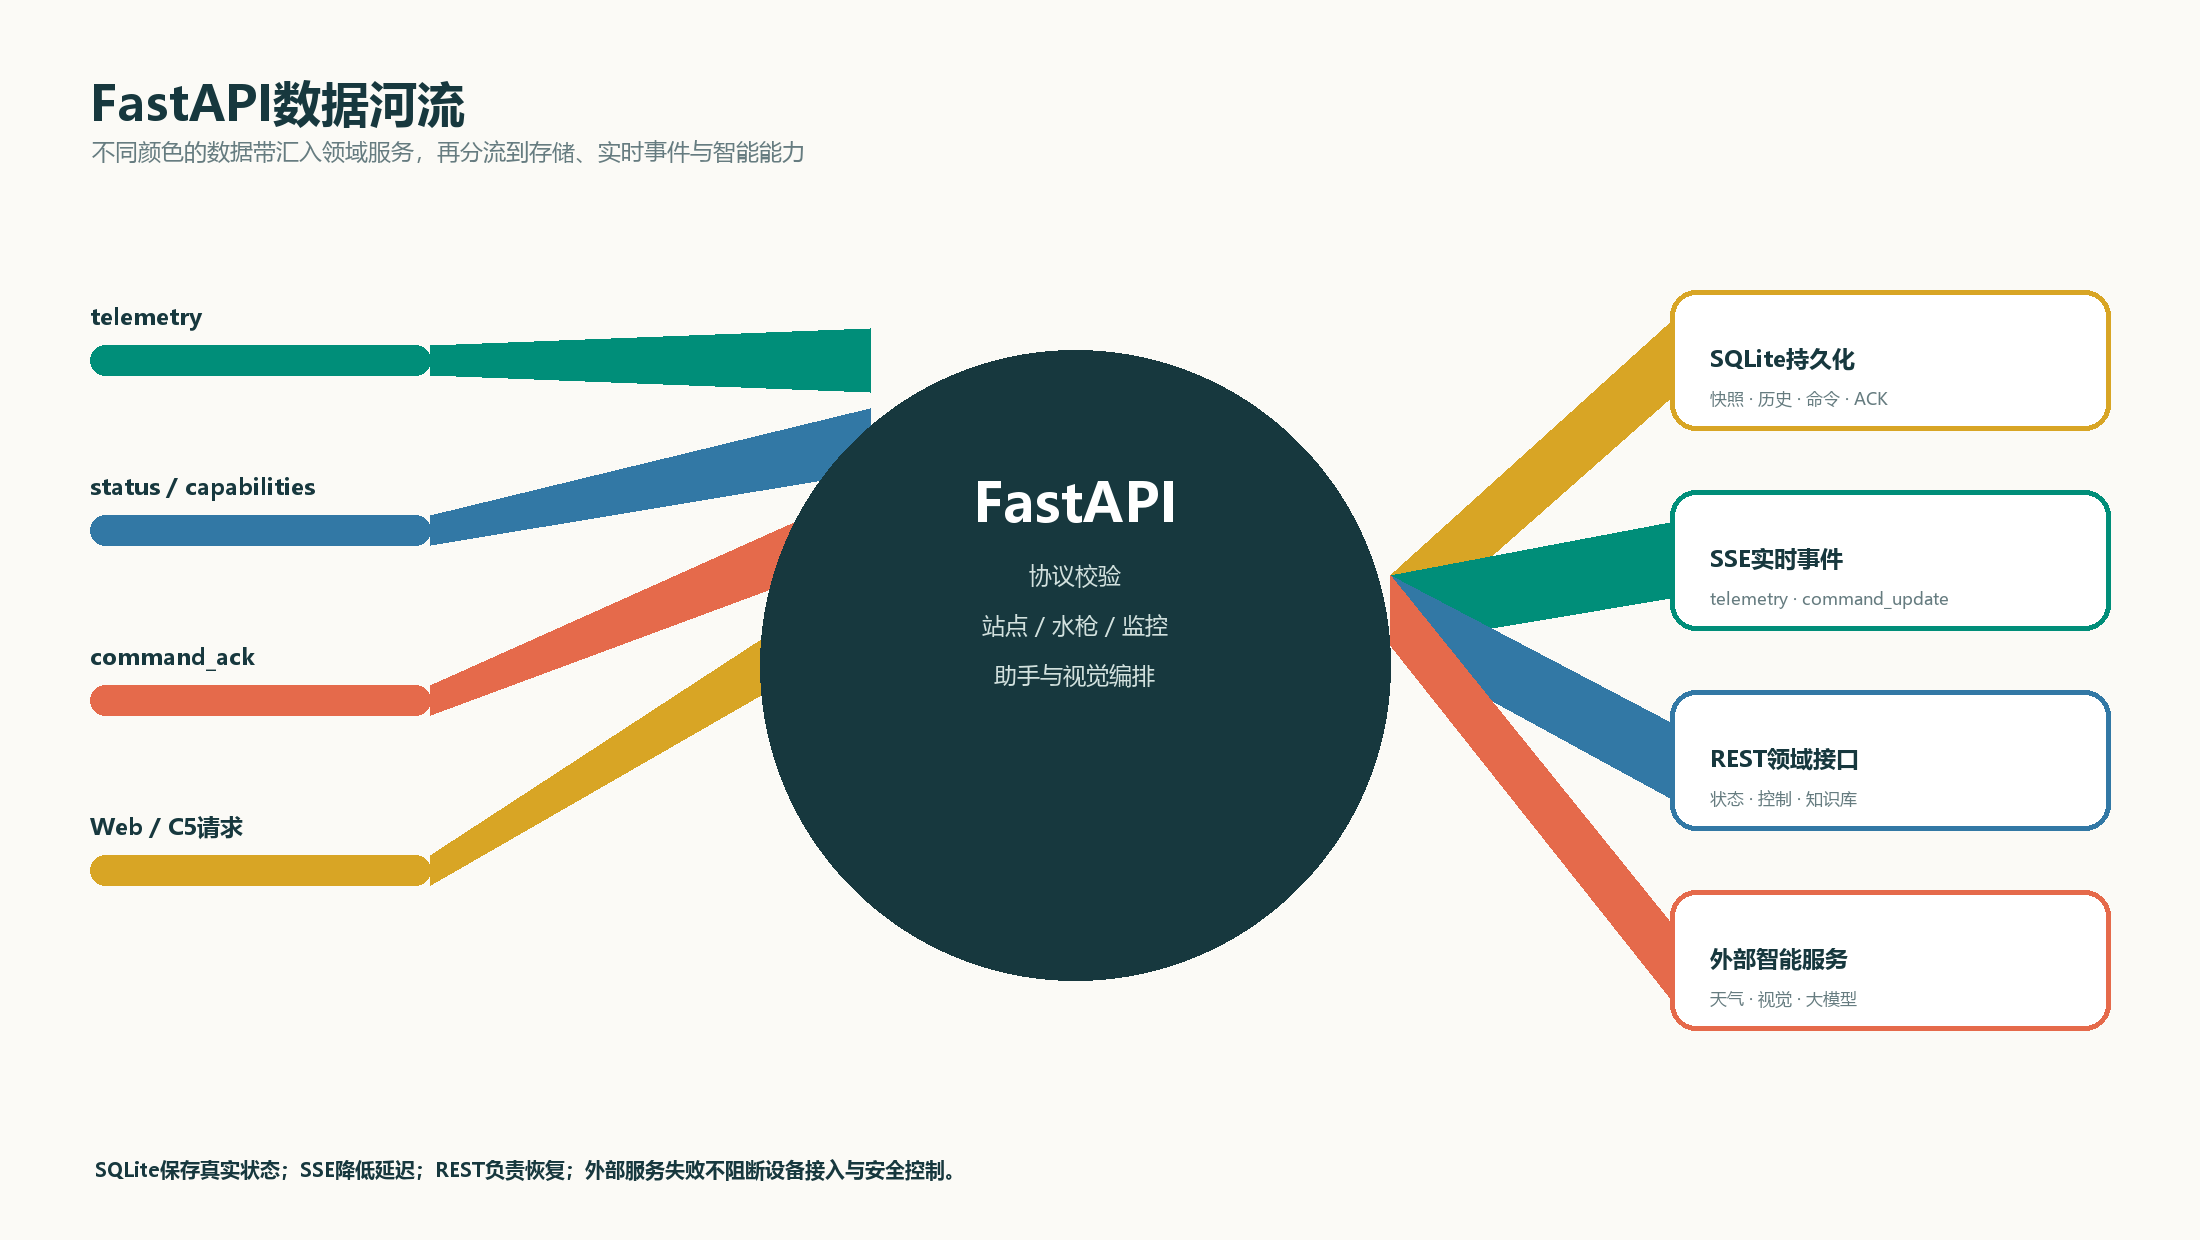 FastAPI数据河流
不同颜色的数据带汇入领域服务，再分流到存储、实时事件与智能能力
telemetry
status / capabilities
command_ack
Web / C5请求
FastAPI
协议校验
站点 / 水枪 / 监控
助手与视觉编排
SQLite持久化
快照 · 历史 · 命令 · ACK
SSE实时事件
telemetry · command_update
REST领域接口
状态 · 控制 · 知识库
外部智能服务
天气 · 视觉 · 大模型
SQLite保存真实状态；SSE降低延迟；REST负责恢复；外部服务失败不阻断设备接入与安全控制。